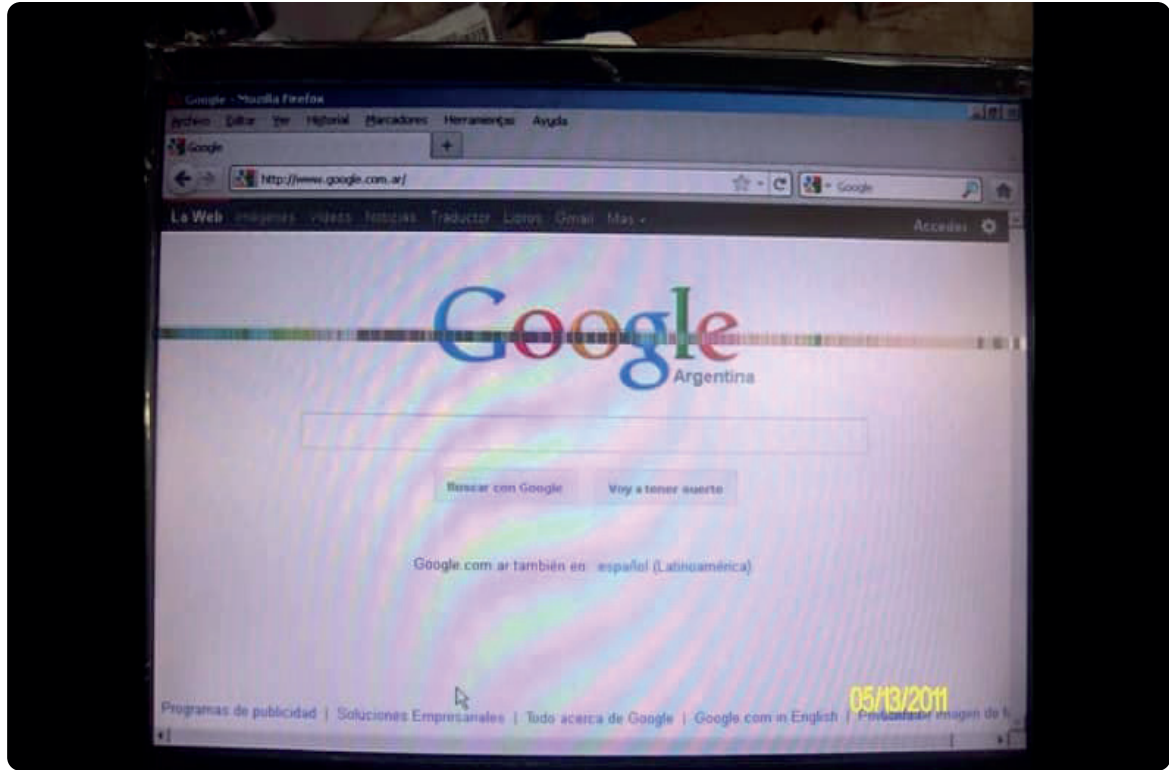 Google - Mozilla Firefox
Archivo Editar Ver Historial Marcadores Herramientas Ayuda
Google
http://www.google.com.ar/
Google
La Web Imágenes Videos Noticias Traductor Libros Gmail Más
Acceder
Google
Argentina
Buscar con Google Voy a tener suerte
Google.com.ar también en: español (Latinoamérica)
05/13/2011
Programas de publicidad | Soluciones Empresariales | Todo acerca de Google | Google.com in English | imagen de